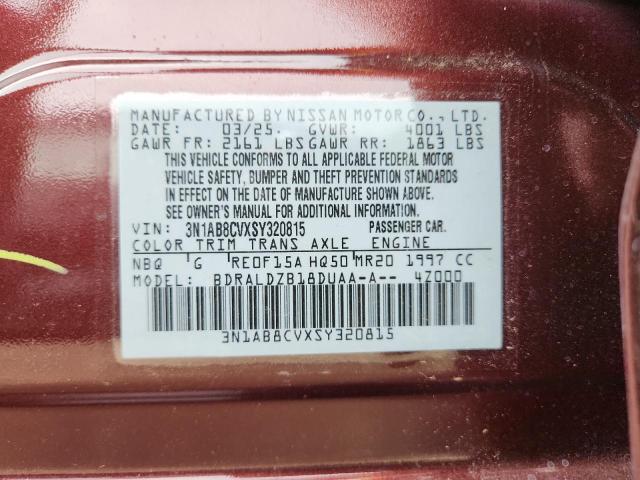 MANUFACTURED BY NISSAN MOTOR CO., LTD.
DATE: 03/25. GVWR: 4001 LBS
GAWR FR: 2161 LBS GAWR RR: 1863 LBS
THIS VEHICLE CONFORMS TO ALL APPLICABLE FEDERAL MOTOR
VEHICLE SAFETY, BUMPER AND THEFT PREVENTION STANDARDS
IN EFFECT ON THE DATE OF MANUFACTURE SHOWN ABOVE.
SEE OWNER'S MANUAL FOR ADDITIONAL INFORMATION.
VIN: 3N1AB8CVXSY320815 PASSENGER CAR.
COLOR TRIM TRANS AXLE ENGINE
NBQ G RE0F15A HQ50 MR20 1997 CC
MODEL: BDRALDZB18DUAA-A-- 4Z000
3N1AB8CVXSY320815